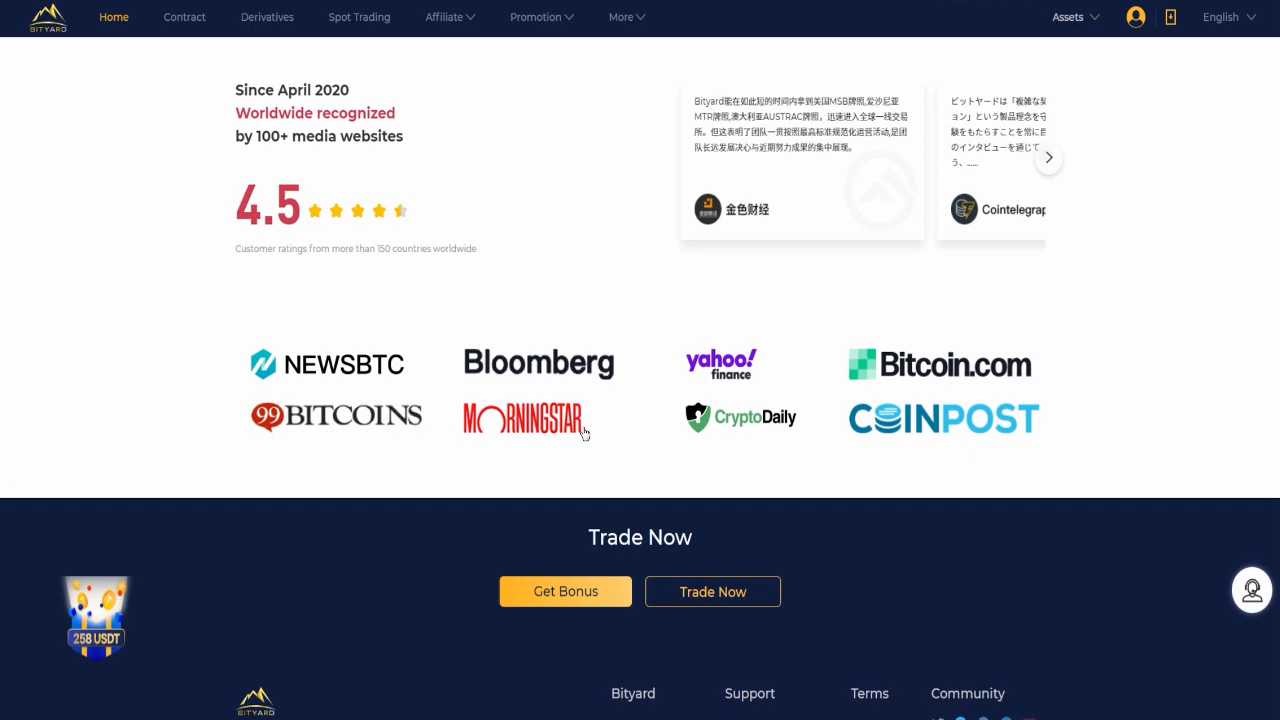 BITYARD
Home
Contract
Derivatives
Spot Trading
Affiliate
Promotion
More
Assets
English
Since April 2020
Worldwide recognized
by 100+ media websites
4.5
Customer ratings from more than 150 countries worldwide
Bityard能在如此短的时间内拿到美国MSB牌照,爱沙尼亚
MTR牌照,澳大利亚AUSTRAC牌照，迅速进入全球一线交易
所。但这表明了团队一贯按照最高标准规范化运营活动,是团
队长远发展决心与近期努力成果的集中展现。
金色财经
ビットヤードは「複雑な契
ョン」という製品理念を守
験をもたらすことを常に目
のインタビューを通じて
う、……
Cointelegrap
NEWSBTC
Bloomberg
yahoo!
finance
Bitcoin.com
99BITCOINS
MORNINGSTAR
CryptoDaily
COINPOST
Trade Now
Get Bonus
Trade Now
258 USDT
BITYARD
Bityard
Support
Terms
Community